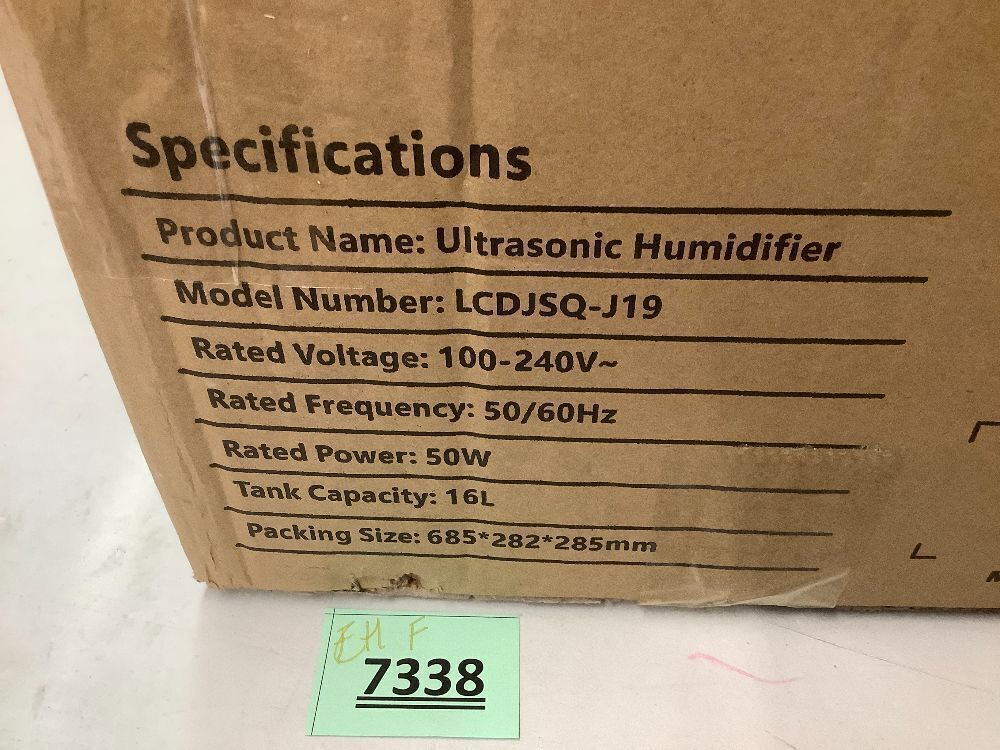 Specifications
Product Name: Ultrasonic Humidifier
Model Number: LCDJSQ-J19
Rated Voltage: 100-240V~
Rated Frequency: 50/60Hz
Rated Power: 50W
Tank Capacity: 16L
Packing Size: 685*282*285mm
7338